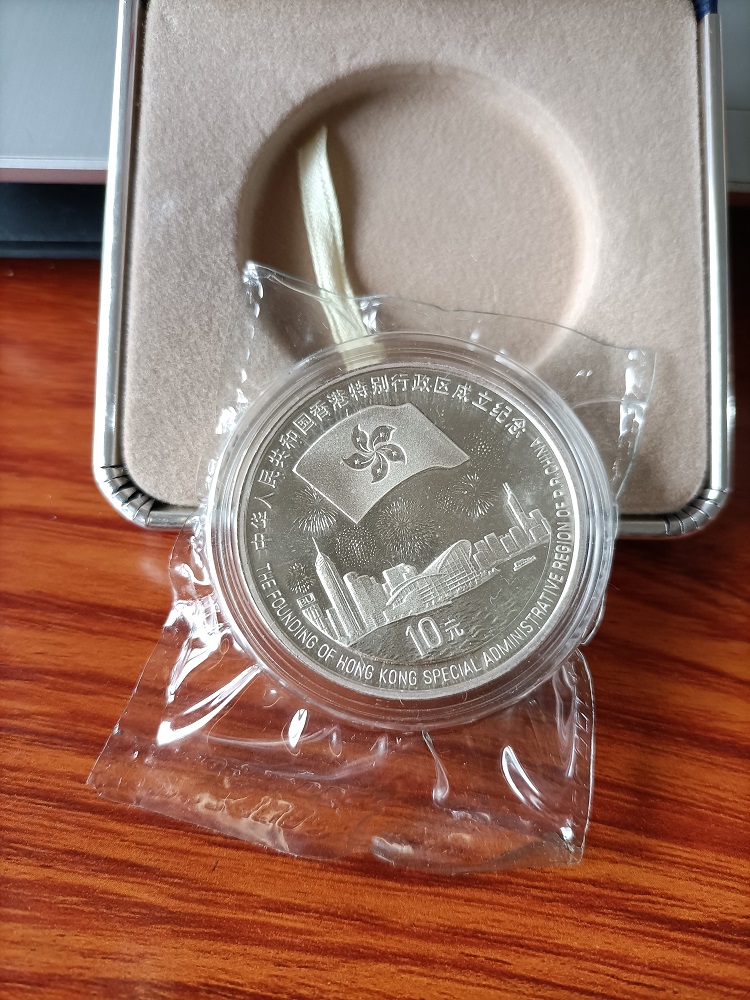 中华人民共和国香港特别行政区成立纪念
10元
THE FOUNDING OF HONG KONG SPECIAL ADMINISTRATIVE REGION OF P.R.CHINA